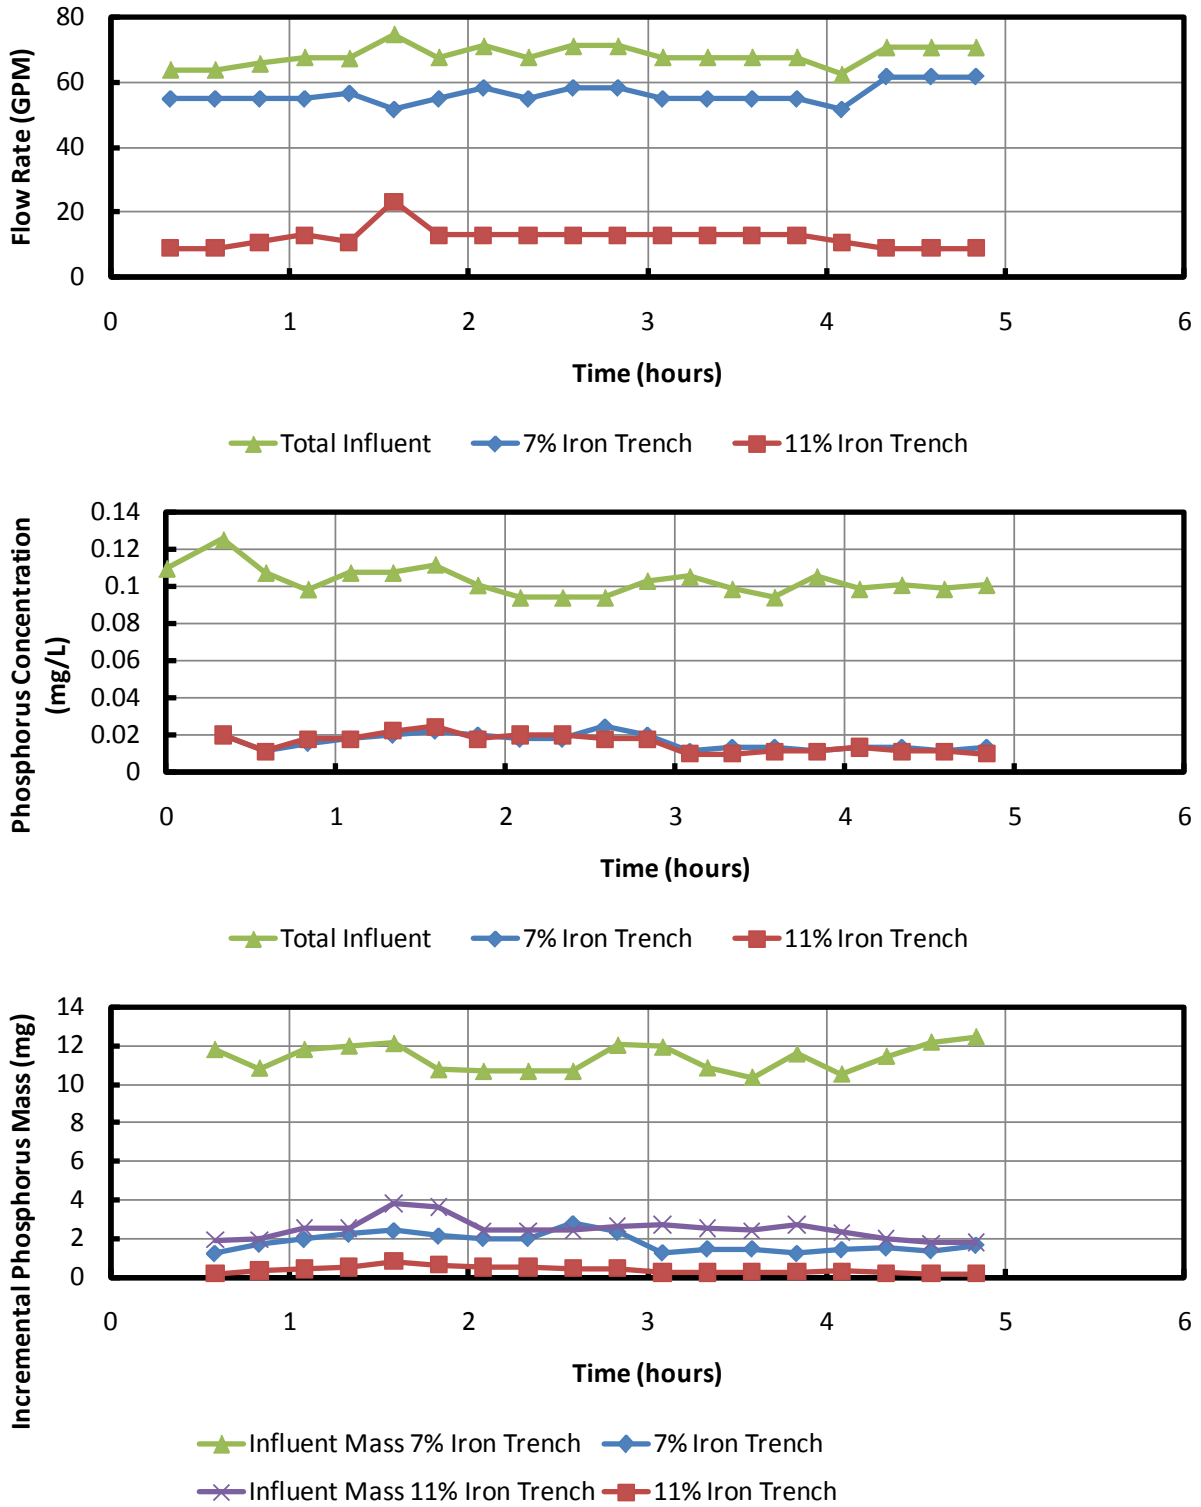 Flow Rate (GPM)
80
60
40
20
0
0 1 2 3 4 5 6
Time (hours)
Total Influent 7% Iron Trench 11% Iron Trench
Phosphorus Concentration
(mg/L)
0.14
0.12
0.1
0.08
0.06
0.04
0.02
0
0 1 2 3 4 5 6
Time (hours)
Total Influent 7% Iron Trench 11% Iron Trench
Incremental Phosphorus Mass (mg)
14
12
10
8
6
4
2
0
0 1 2 3 4 5 6
Time (hours)
Influent Mass 7% Iron Trench 7% Iron Trench
Influent Mass 11% Iron Trench 11% Iron Trench